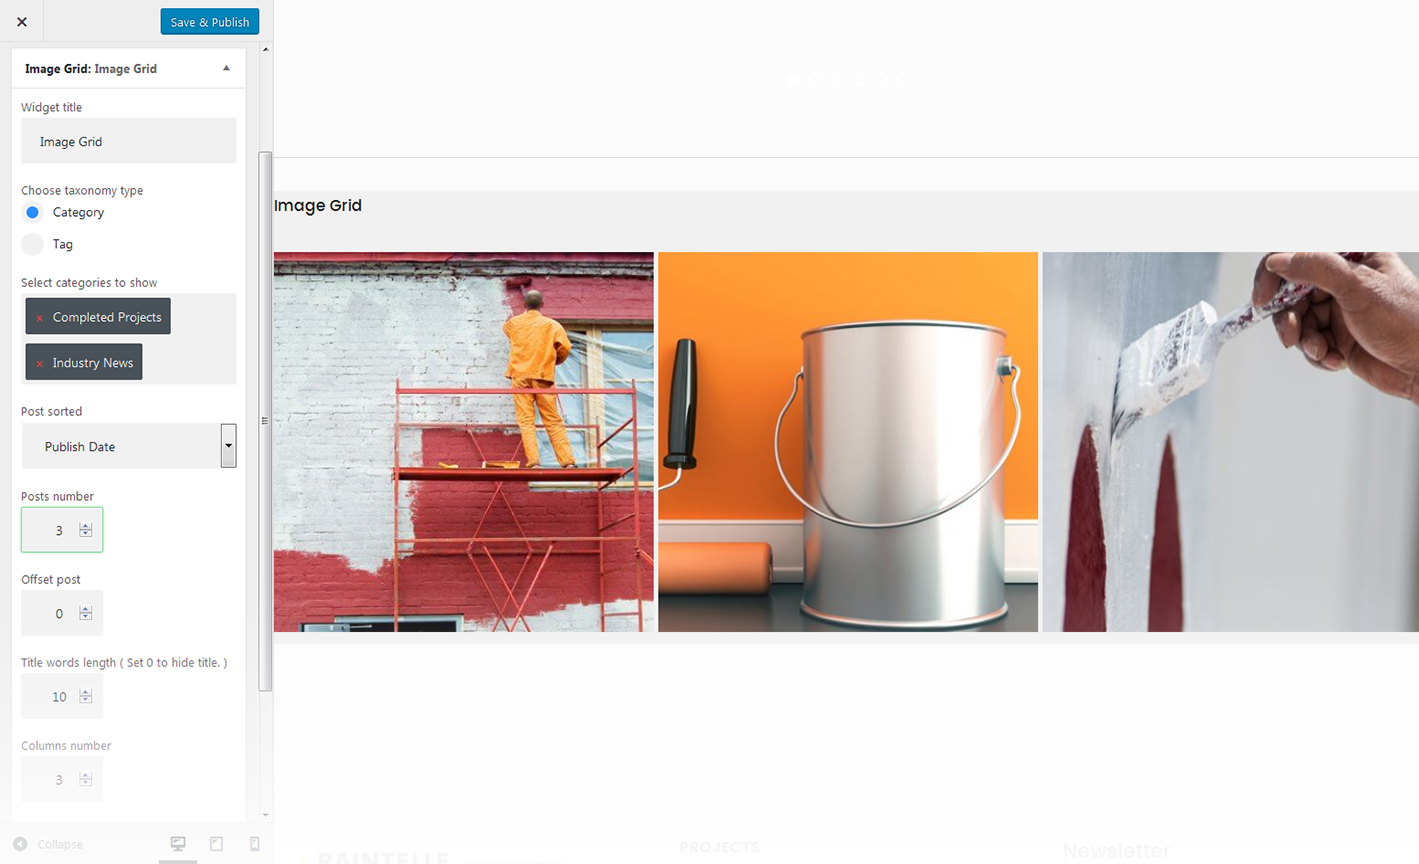 Save & Publish
Image Grid: Image Grid
Widget title
Image Grid
Choose taxonomy type
Category
Tag
Select categories to show
× Completed Projects
× Industry News
Post sorted
Publish Date
Posts number
3
Offset post
0
Title words length ( Set 0 to hide title. )
10
Columns number
3
Collapse
Image Grid
PAINTELLE
PROJECTS
Newsletter